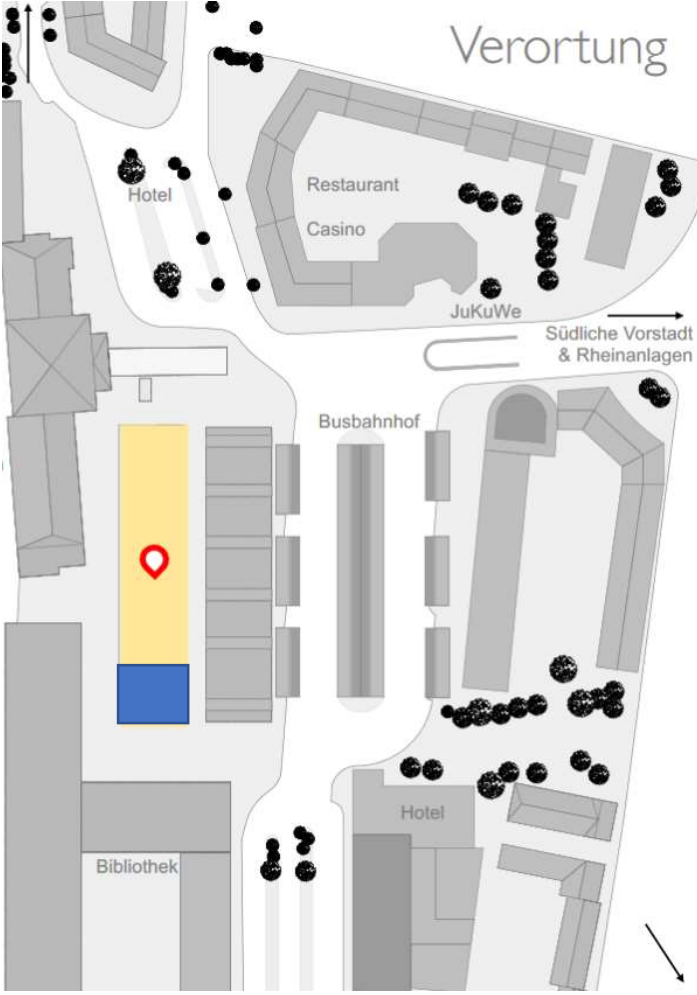 Verortung
Hotel
Restaurant
Casino
JuKuWe
Südliche Vorstadt
& Rheinanlagen
Busbahnhof
Hotel
Bibliothek